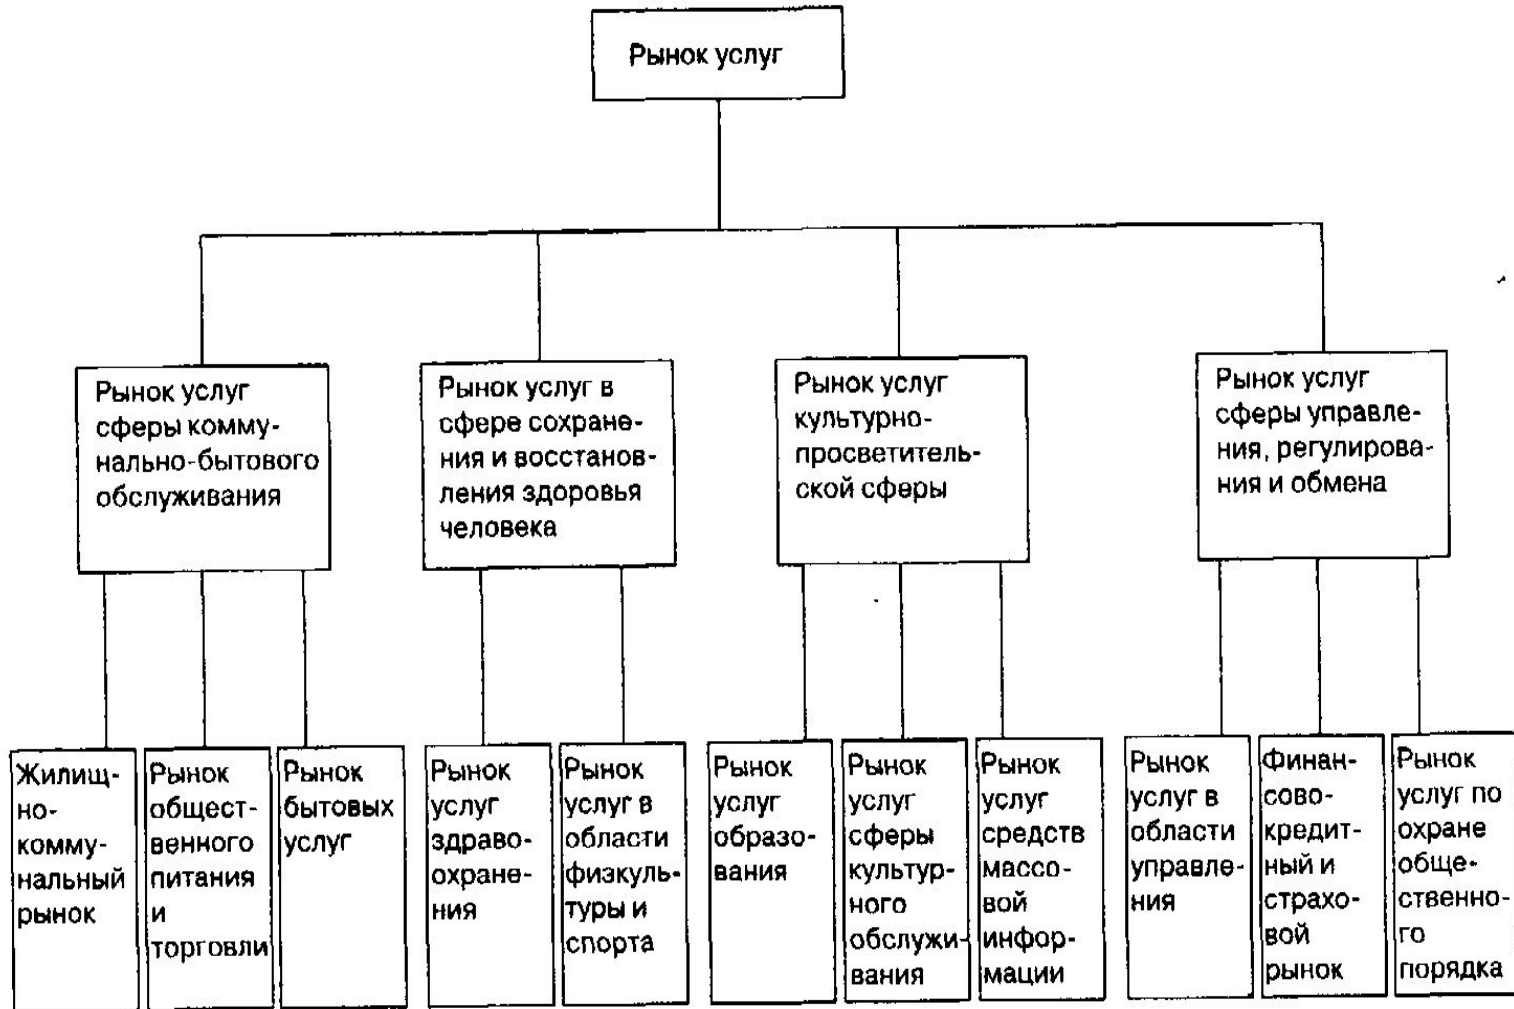 Рынок услуг
Рынок услуг
сферы комму-
нально-бытового
обслуживания
Рынок услуг в
сфере сохране-
ния и восстанов-
ления здоровья
человека
Рынок услуг
культурно-
просветитель-
ской сферы
Рынок услуг
сферы управле-
ния, регулирова-
ния и обмена
Жилищ-
но-
комму-
нальный
рынок
Рынок
общест-
венного
питания
и
торговли
Рынок
бытовых
услуг
Рынок
услуг
здраво-
охране-
ния
Рынок
услуг в
области
физкуль-
туры и
спорта
Рынок
услуг
образо-
вания
Рынок
услуг
сферы
культур-
ного
обслужи-
вания
Рынок
услуг
средств
массо-
вой
инфор-
мации
Рынок
услуг в
области
управле-
ния
Финан-
сово-
кредит-
ный и
страхо-
вой
рынок
Рынок
услуг по
охране
обще-
ственно-
го
порядка